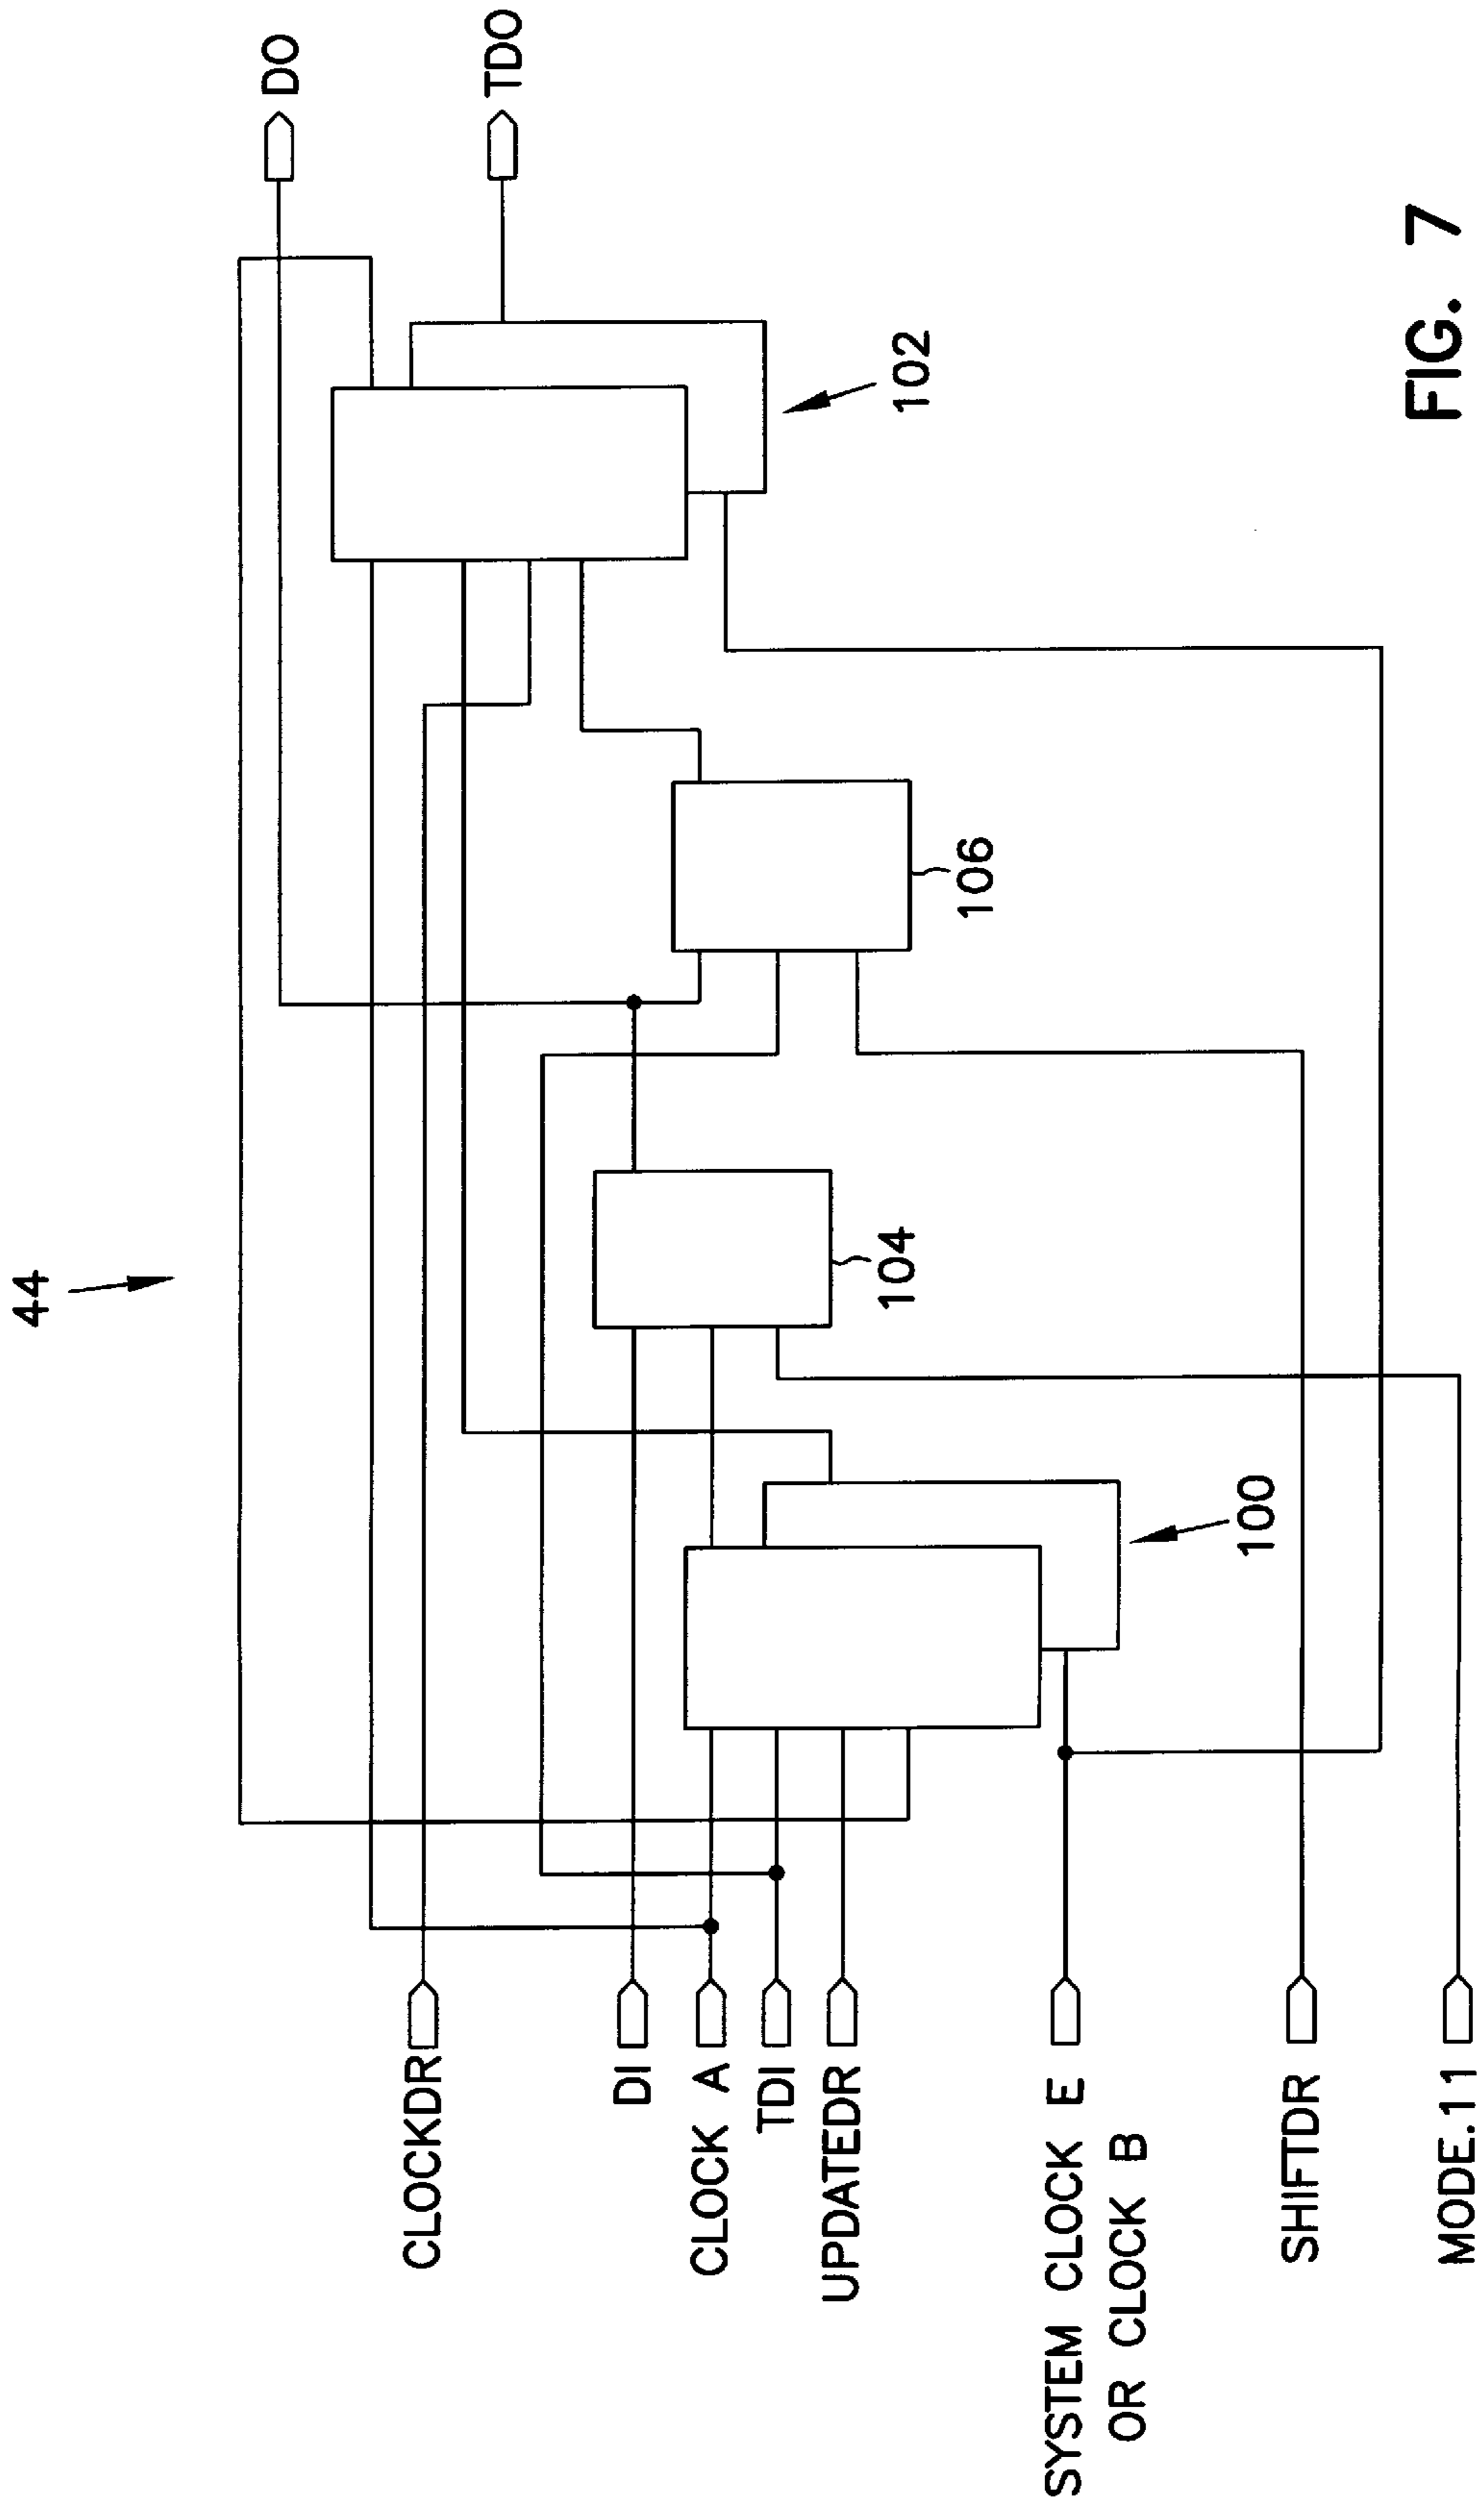 44
CLOCKDR
DI
CLOCK A
TDI
UPDATEDR
SYSTEM CLOCK E
OR CLOCK B
SHIFTDR
MODE.11
100
104
106
102
DO
TDO
FIG. 7